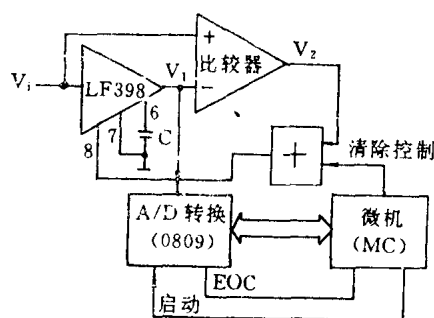 V₂
+
Vᵢ
LF398
V₁
比较器
−
6
7
C
8
+
清除控制
A/D 转换
(0809)
微机
(MC)
EOC
启动